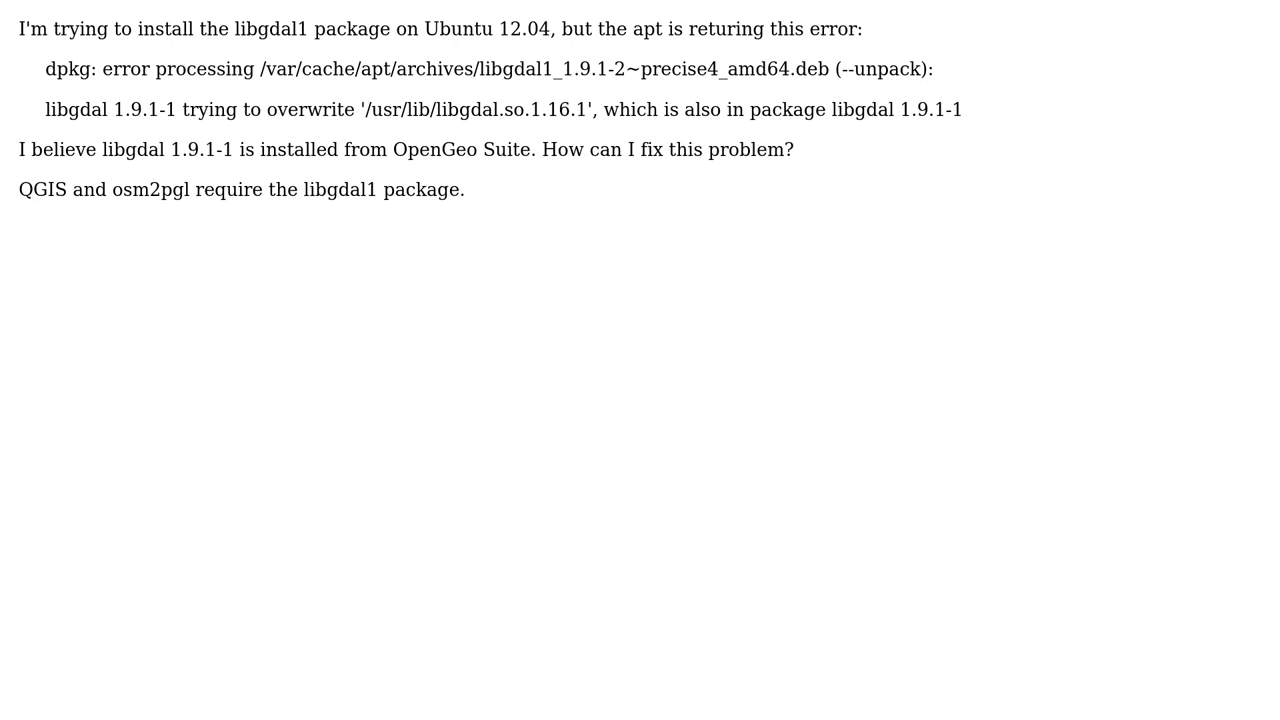 I'm trying to install the libgdal1 package on Ubuntu 12.04, but the apt is returing this error:
dpkg: error processing /var/cache/apt/archives/libgdal1_1.9.1-2~precise4_amd64.deb (--unpack):
libgdal 1.9.1-1 trying to overwrite '/usr/lib/libgdal.so.1.16.1', which is also in package libgdal 1.9.1-1
I believe libgdal 1.9.1-1 is installed from OpenGeo Suite. How can I fix this problem?
QGIS and osm2pgl require the libgdal1 package.